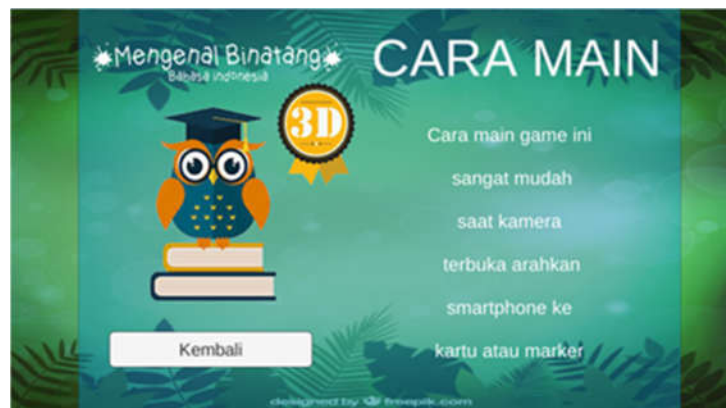 Mengenal Binatang
Bahasa indonesia
3D
CARA MAIN
Cara main game ini
sangat mudah
saat kamera
terbuka arahkan
smartphone ke
kartu atau marker
Kembali
designed by freepik.com